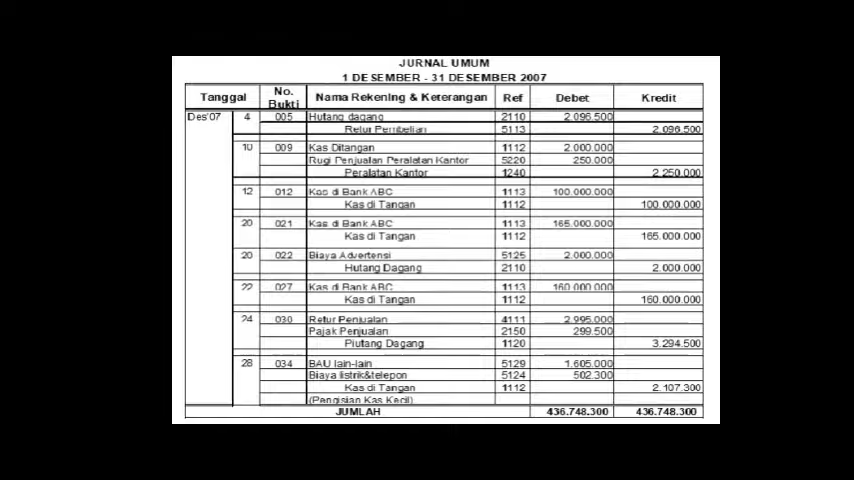 JURNAL UMUM
1 DESEMBER - 31 DESEMBER 2007
Tanggal No. Bukti Nama Rekening & Keterangan Ref Debet Kredit
Des'07 4 005 Hutang dagang 2110 2.096.500
Retur Pembelian 5113 2.096.500
10 009 Kas Ditangan 1112 2.000.000
Rugi Penjualan Peralatan Kantor 5220 250.000
Peralatan Kantor 1240 2.250.000
12 012 Kas di Bank ABC 1113 100.000.000
Kas di Tangan 1112 100.000.000
20 021 Kas di Bank ABC 1113 165.000.000
Kas di Tangan 1112 165.000.000
20 022 Biaya Advertensi 5125 2.000.000
Hutang Dagang 2110 2.000.000
22 027 Kas di Bank ABC 1113 160.000.000
Kas di Tangan 1112 160.000.000
24 030 Retur Penjualan 4111 2.995.000
Pajak Penjualan 2150 299.500
Piutang Dagang 1120 3.294.500
28 034 BAU lain-lain 5129 1.605.000
Biaya listrik&telepon 5124 502.300
Kas di Tangan 1112 2.107.300
(Pengisian Kas Kecil)
JUMLAH 436.748.300 436.748.300